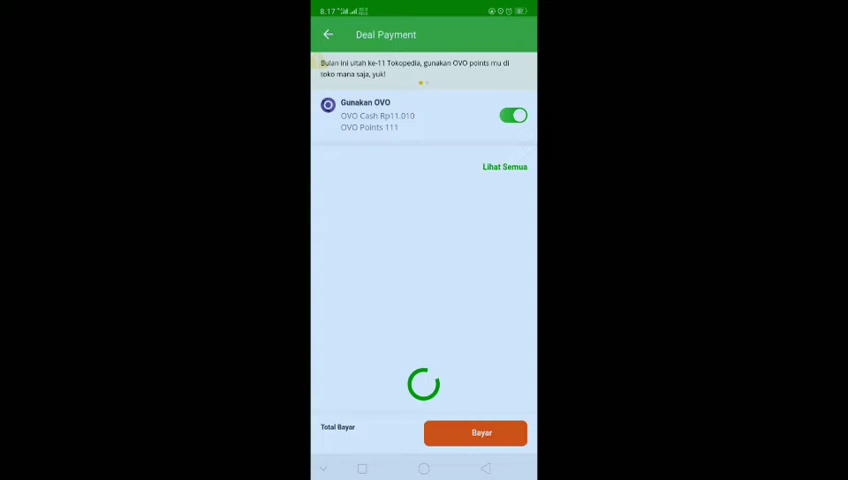 8.17
Deal Payment
Bulan ini ultah ke-11 Tokopedia, gunakan OVO points mu di
toko mana saja, yuk!
Gunakan OVO
OVO Cash Rp11.010
OVO Points 111
Lihat Semua
Total Bayar
Bayar